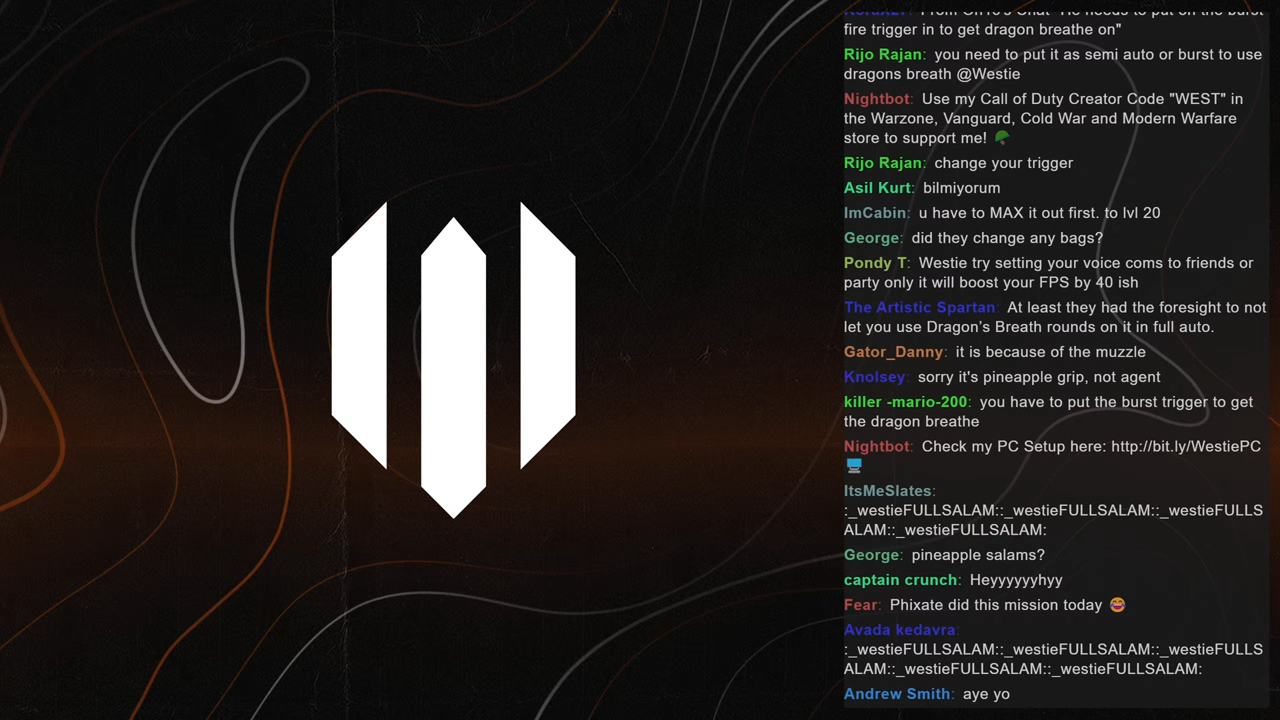 fire trigger in to get dragon breathe on"
Rijo Rajan: you need to put it as semi auto or burst to use
dragons breath @Westie
Nightbot: Use my Call of Duty Creator Code "WEST" in
the Warzone, Vanguard, Cold War and Modern Warfare
store to support me!
Rijo Rajan: change your trigger
Asil Kurt: bilmiyorum
ImCabin: u have to MAX it out first. to lvl 20
George: did they change any bags?
Pondy T: Westie try setting your voice coms to friends or
party only it will boost your FPS by 40 ish
The Artistic Spartan: At least they had the foresight to not
let you use Dragon's Breath rounds on it in full auto.
Gator_Danny: it is because of the muzzle
Knolsey: sorry it's pineapple grip, not agent
killer -mario-200: you have to put the burst trigger to get
the dragon breathe
Nightbot: Check my PC Setup here: http://bit.ly/WestiePC
ItsMeSlates:
:_westieFULLSALAM::_westieFULLSALAM::_westieFULLS
ALAM::_westieFULLSALAM:
George: pineapple salams?
captain crunch: Heyyyyyyhyy
Fear: Phixate did this mission today
Avada kedavra:
:_westieFULLSALAM::_westieFULLSALAM::_westieFULLS
ALAM::_westieFULLSALAM::_westieFULLSALAM:
Andrew Smith: aye yo